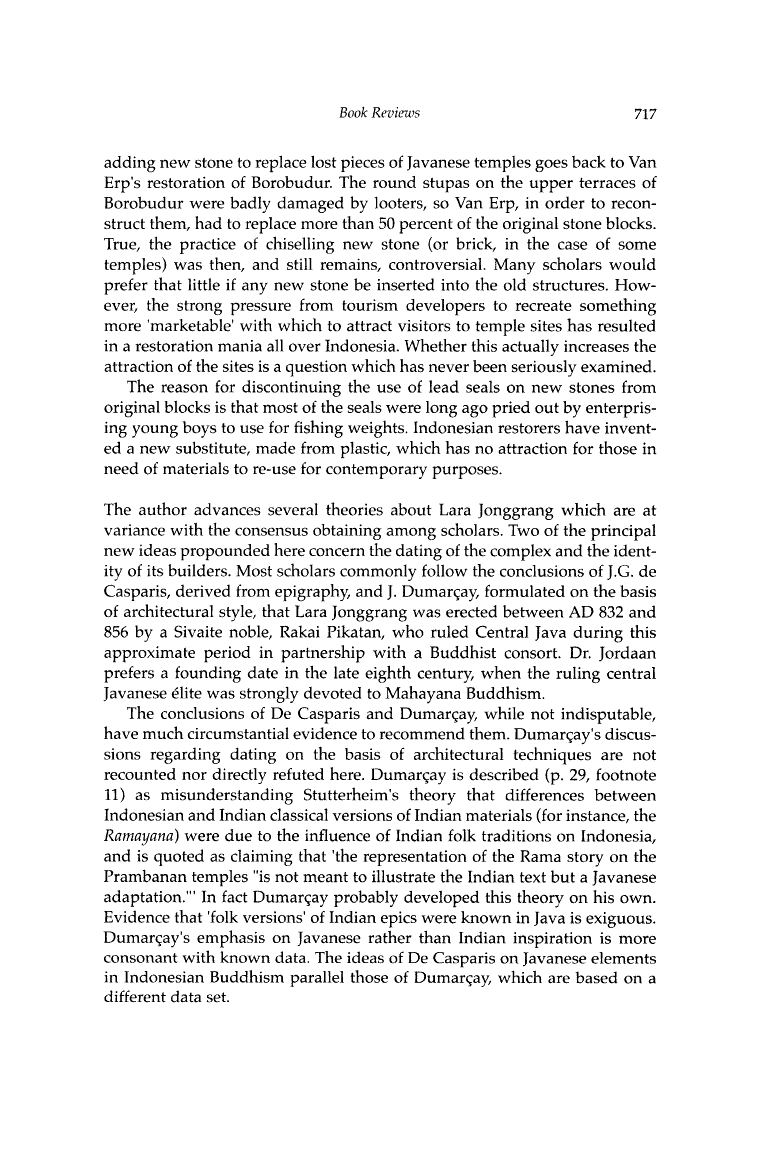 Book Reviews 717
adding new stone to replace lost pieces of Javanese temples goes back to Van
Erp's restoration of Borobudur. The round stupas on the upper terraces of
Borobudur were badly damaged by looters, so Van Erp, in order to recon-
struct them, had to replace more than 50 percent of the original stone blocks.
True, the practice of chiselling new stone (or brick, in the case of some
temples) was then, and still remains, controversial. Many scholars would
prefer that little if any new stone be inserted into the old structures. How-
ever, the strong pressure from tourism developers to recreate something
more 'marketable' with which to attract visitors to temple sites has resulted
in a restoration mania all over Indonesia. Whether this actually increases the
attraction of the sites is a question which has never been seriously examined.
The reason for discontinuing the use of lead seals on new stones from
original blocks is that most of the seals were long ago pried out by enterpris-
ing young boys to use for fishing weights. Indonesian restorers have invent-
ed a new substitute, made from plastic, which has no attraction for those in
need of materials to re-use for contemporary purposes.
The author advances several theories about Lara Jonggrang which are at
variance with the consensus obtaining among scholars. Two of the principal
new ideas propounded here concern the dating of the complex and the ident-
ity of its builders. Most scholars commonly follow the conclusions of J.G. de
Casparis, derived from epigraphy, and J. Dumarçay, formulated on the basis
of architectural style, that Lara Jonggrang was erected between AD 832 and
856 by a Sivaite noble, Rakai Pikatan, who ruled Central Java during this
approximate period in partnership with a Buddhist consort. Dr. Jordaan
prefers a founding date in the late eighth century, when the ruling central
Javanese élite was strongly devoted to Mahayana Buddhism.
The conclusions of De Casparis and Dumarçay, while not indisputable,
have much circumstantial evidence to recommend them. Dumarçay's discus-
sions regarding dating on the basis of architectural techniques are not
recounted nor directly refuted here. Dumarçay is described (p. 29, footnote
11) as misunderstanding Stutterheim's theory that differences between
Indonesian and Indian classical versions of Indian materials (for instance, the
Ramayana) were due to the influence of Indian folk traditions on Indonesia,
and is quoted as claiming that 'the representation of the Rama story on the
Prambanan temples "is not meant to illustrate the Indian text but a Javanese
adaptation."' In fact Dumarçay probably developed this theory on his own.
Evidence that 'folk versions' of Indian epics were known in Java is exiguous.
Dumarçay's emphasis on Javanese rather than Indian inspiration is more
consonant with known data. The ideas of De Casparis on Javanese elements
in Indonesian Buddhism parallel those of Dumarçay, which are based on a
different data set.